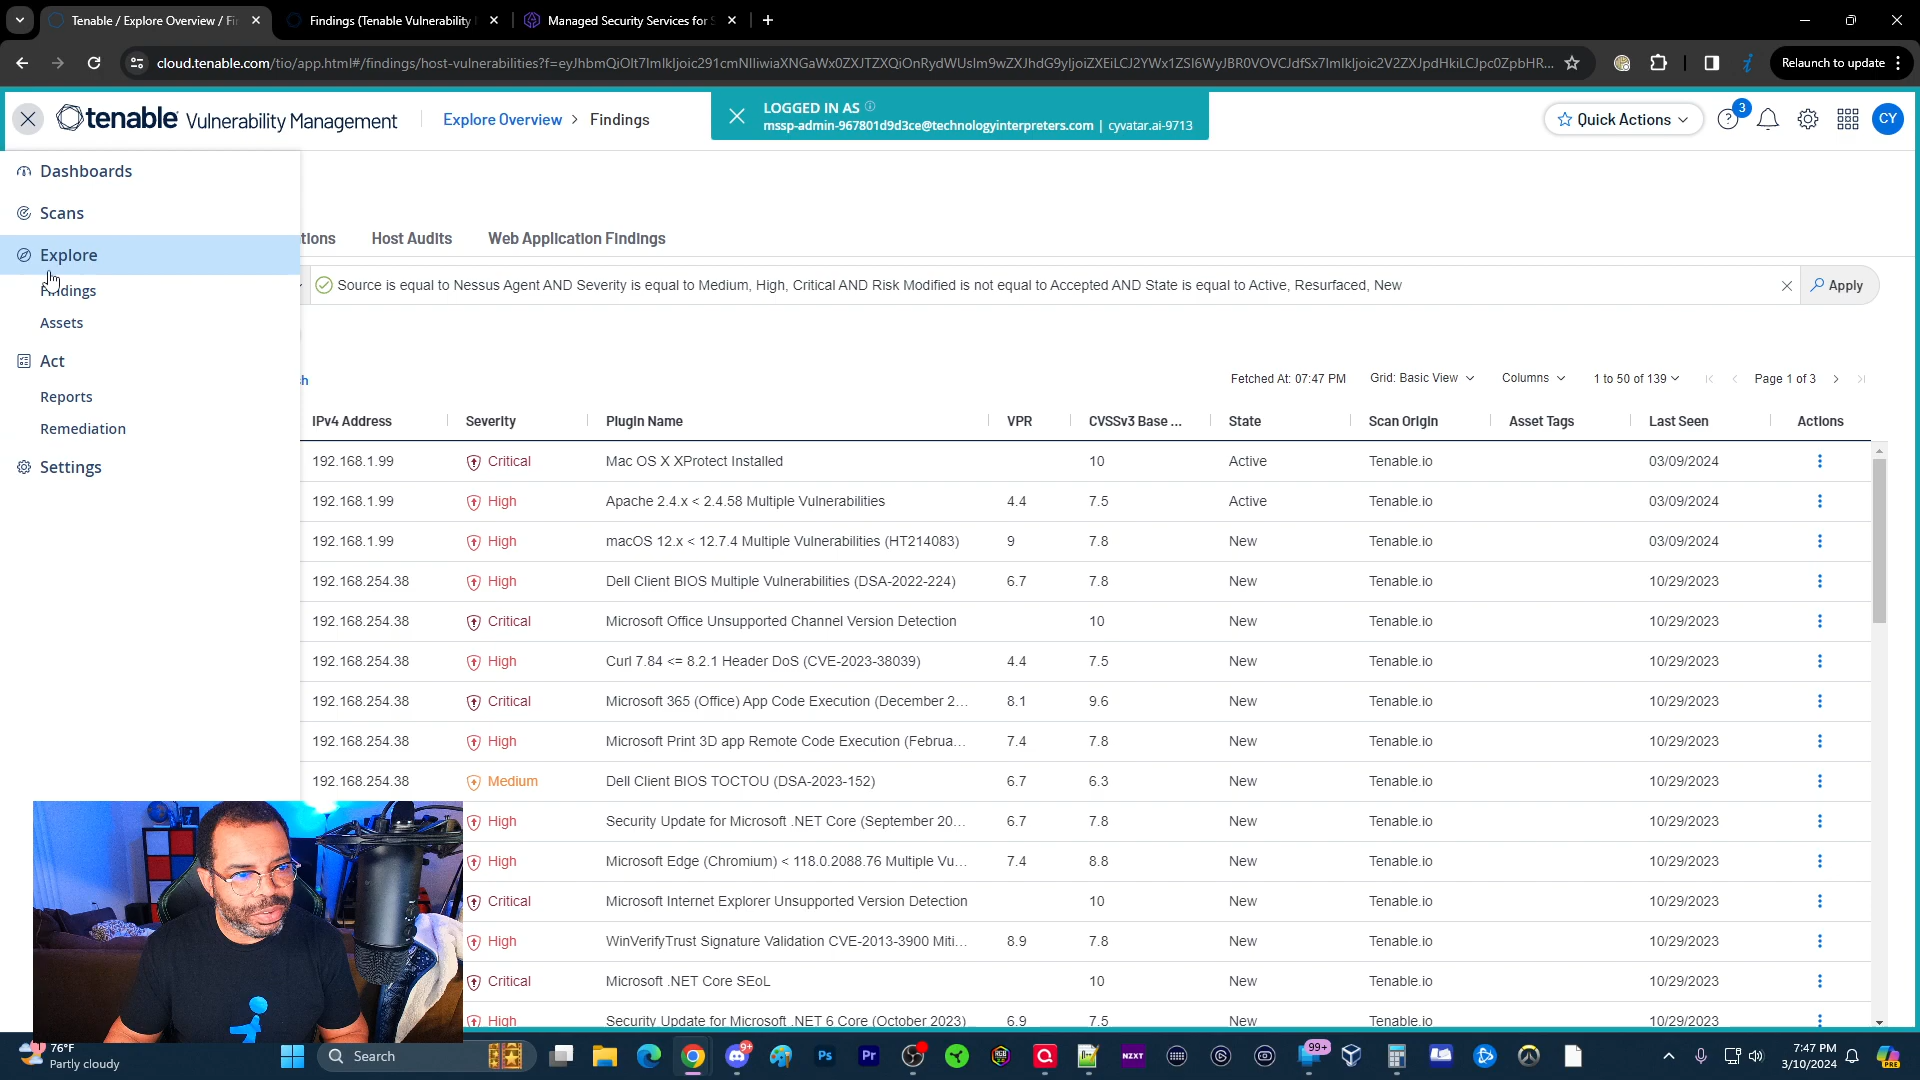 Tenable / Explore Overview / Fi
Findings (Tenable Vulnerability
Managed Security Services for S
cloud.tenable.com/tio/app.html#/findings/host-vulnerabilities?f=
Relaunch to update
tenable Vulnerability Management
Explore Overview > Findings
LOGGED IN AS
mssp-admin-967801d9d3ce@technologyinterpreters.com | cyvatar.ai-9713
Quick Actions
3
CY
Dashboards
Scans
Explore
Findings
Assets
Act
Reports
Remediation
Settings
tions
Host Audits
Web Application Findings
Source is equal to Nessus Agent AND Severity is equal to Medium, High, Critical AND Risk Modified is not equal to Accepted AND State is equal to Active, Resurfaced, New
Apply
sh
Fetched At: 07:47 PM
Grid: Basic View
Columns
1 to 50 of 139
Page 1 of 3
IPv4 Address Severity Plugin Name VPR CVSSv3 Base ... State Scan Origin Asset Tags Last Seen Actions
192.168.1.99 Critical Mac OS X XProtect Installed 10 Active Tenable.io 03/09/2024
192.168.1.99 High Apache 2.4.x < 2.4.58 Multiple Vulnerabilities 4.4 7.5 Active Tenable.io 03/09/2024
192.168.1.99 High macOS 12.x < 12.7.4 Multiple Vulnerabilities (HT214083) 9 7.8 New Tenable.io 03/09/2024
192.168.254.38 High Dell Client BIOS Multiple Vulnerabilities (DSA-2022-224) 6.7 7.8 New Tenable.io 10/29/2023
192.168.254.38 Critical Microsoft Office Unsupported Channel Version Detection 10 New Tenable.io 10/29/2023
192.168.254.38 High Curl 7.84 <= 8.2.1 Header DoS (CVE-2023-38039) 4.4 7.5 New Tenable.io 10/29/2023
192.168.254.38 Critical Microsoft 365 (Office) App Code Execution (December 2... 8.1 9.6 New Tenable.io 10/29/2023
192.168.254.38 High Microsoft Print 3D app Remote Code Execution (Februa... 7.4 7.8 New Tenable.io 10/29/2023
192.168.254.38 Medium Dell Client BIOS TOCTOU (DSA-2023-152) 6.7 6.3 New Tenable.io 10/29/2023
High Security Update for Microsoft .NET Core (September 20... 6.7 7.8 New Tenable.io 10/29/2023
High Microsoft Edge (Chromium) < 118.0.2088.76 Multiple Vu... 7.4 8.8 New Tenable.io 10/29/2023
Critical Microsoft Internet Explorer Unsupported Version Detection 10 New Tenable.io 10/29/2023
High WinVerifyTrust Signature Validation CVE-2013-3900 Miti... 8.9 7.8 New Tenable.io 10/29/2023
Critical Microsoft .NET Core SEoL 10 New Tenable.io 10/29/2023
High Security Update for Microsoft .NET 6 Core (October 2023) 6.9 7.5 New Tenable.io 10/29/2023
76°F
Partly cloudy
Search
9+
Ps
Pr
NZXT
99+
7:47 PM
3/10/2024